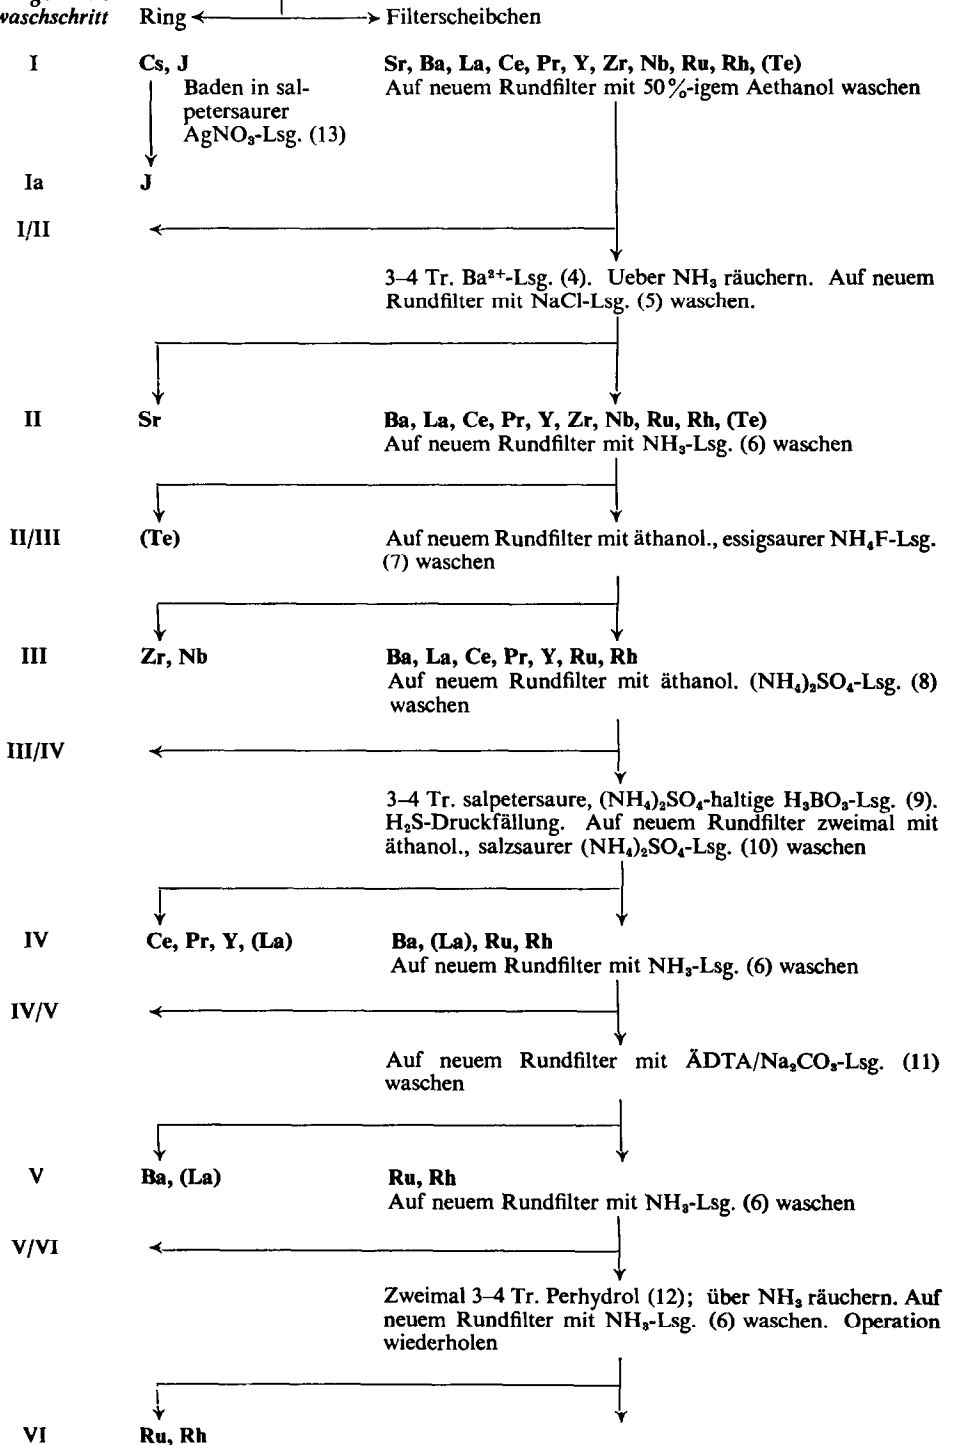 waschschritt Ring Filterscheibchen
I Cs, J Sr, Ba, La, Ce, Pr, Y, Zr, Nb, Ru, Rh, (Te)
Baden in sal- Auf neuem Rundfilter mit 50%-igem Aethanol waschen
petersaurer
AgNO₃-Lsg. (13)
Ia J
I/II
3–4 Tr. Ba²⁺-Lsg. (4). Ueber NH₃ räuchern. Auf neuem
Rundfilter mit NaCl-Lsg. (5) waschen.
II Sr Ba, La, Ce, Pr, Y, Zr, Nb, Ru, Rh, (Te)
Auf neuem Rundfilter mit NH₃-Lsg. (6) waschen
II/III (Te) Auf neuem Rundfilter mit äthanol., essigsaurer NH₄F-Lsg.
(7) waschen
III Zr, Nb Ba, La, Ce, Pr, Y, Ru, Rh
Auf neuem Rundfilter mit äthanol. (NH₄)₂SO₄-Lsg. (8)
waschen
III/IV
3–4 Tr. salpetersaure, (NH₄)₂SO₄-haltige H₃BO₃-Lsg. (9).
H₂S-Druckfällung. Auf neuem Rundfilter zweimal mit
äthanol., salzsaurer (NH₄)₂SO₄-Lsg. (10) waschen
IV Ce, Pr, Y, (La) Ba, (La), Ru, Rh
Auf neuem Rundfilter mit NH₃-Lsg. (6) waschen
IV/V
Auf neuem Rundfilter mit ÄDTA/Na₂CO₃-Lsg. (11)
waschen
V Ba, (La) Ru, Rh
Auf neuem Rundfilter mit NH₃-Lsg. (6) waschen
V/VI
Zweimal 3–4 Tr. Perhydrol (12); über NH₃ räuchern. Auf
neuem Rundfilter mit NH₃-Lsg. (6) waschen. Operation
wiederholen
VI Ru, Rh